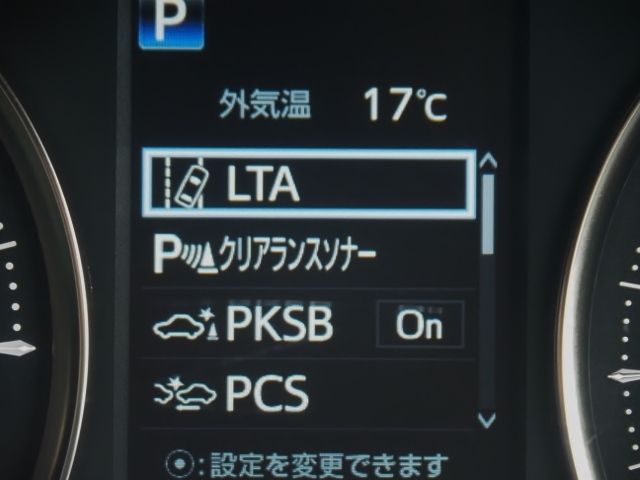 P
外気温 17℃
LTA
P クリアランスソナー
PKSB On
PCS
⦿:設定を変更できます